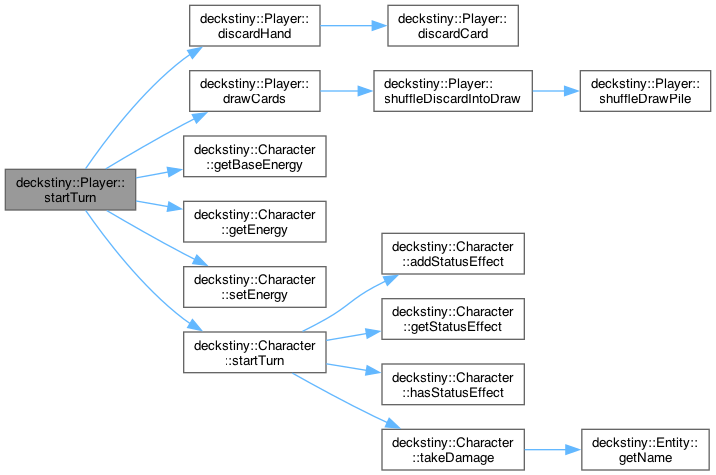 deckstiny::Player::
startTurn
deckstiny::Player::
discardHand
deckstiny::Player::
discardCard
deckstiny::Player::
drawCards
deckstiny::Player::
shuffleDiscardIntoDraw
deckstiny::Player::
shuffleDrawPile
deckstiny::Character
::getBaseEnergy
deckstiny::Character
::getEnergy
deckstiny::Character
::setEnergy
deckstiny::Character
::startTurn
deckstiny::Character
::addStatusEffect
deckstiny::Character
::getStatusEffect
deckstiny::Character
::hasStatusEffect
deckstiny::Character
::takeDamage
deckstiny::Entity::
getName